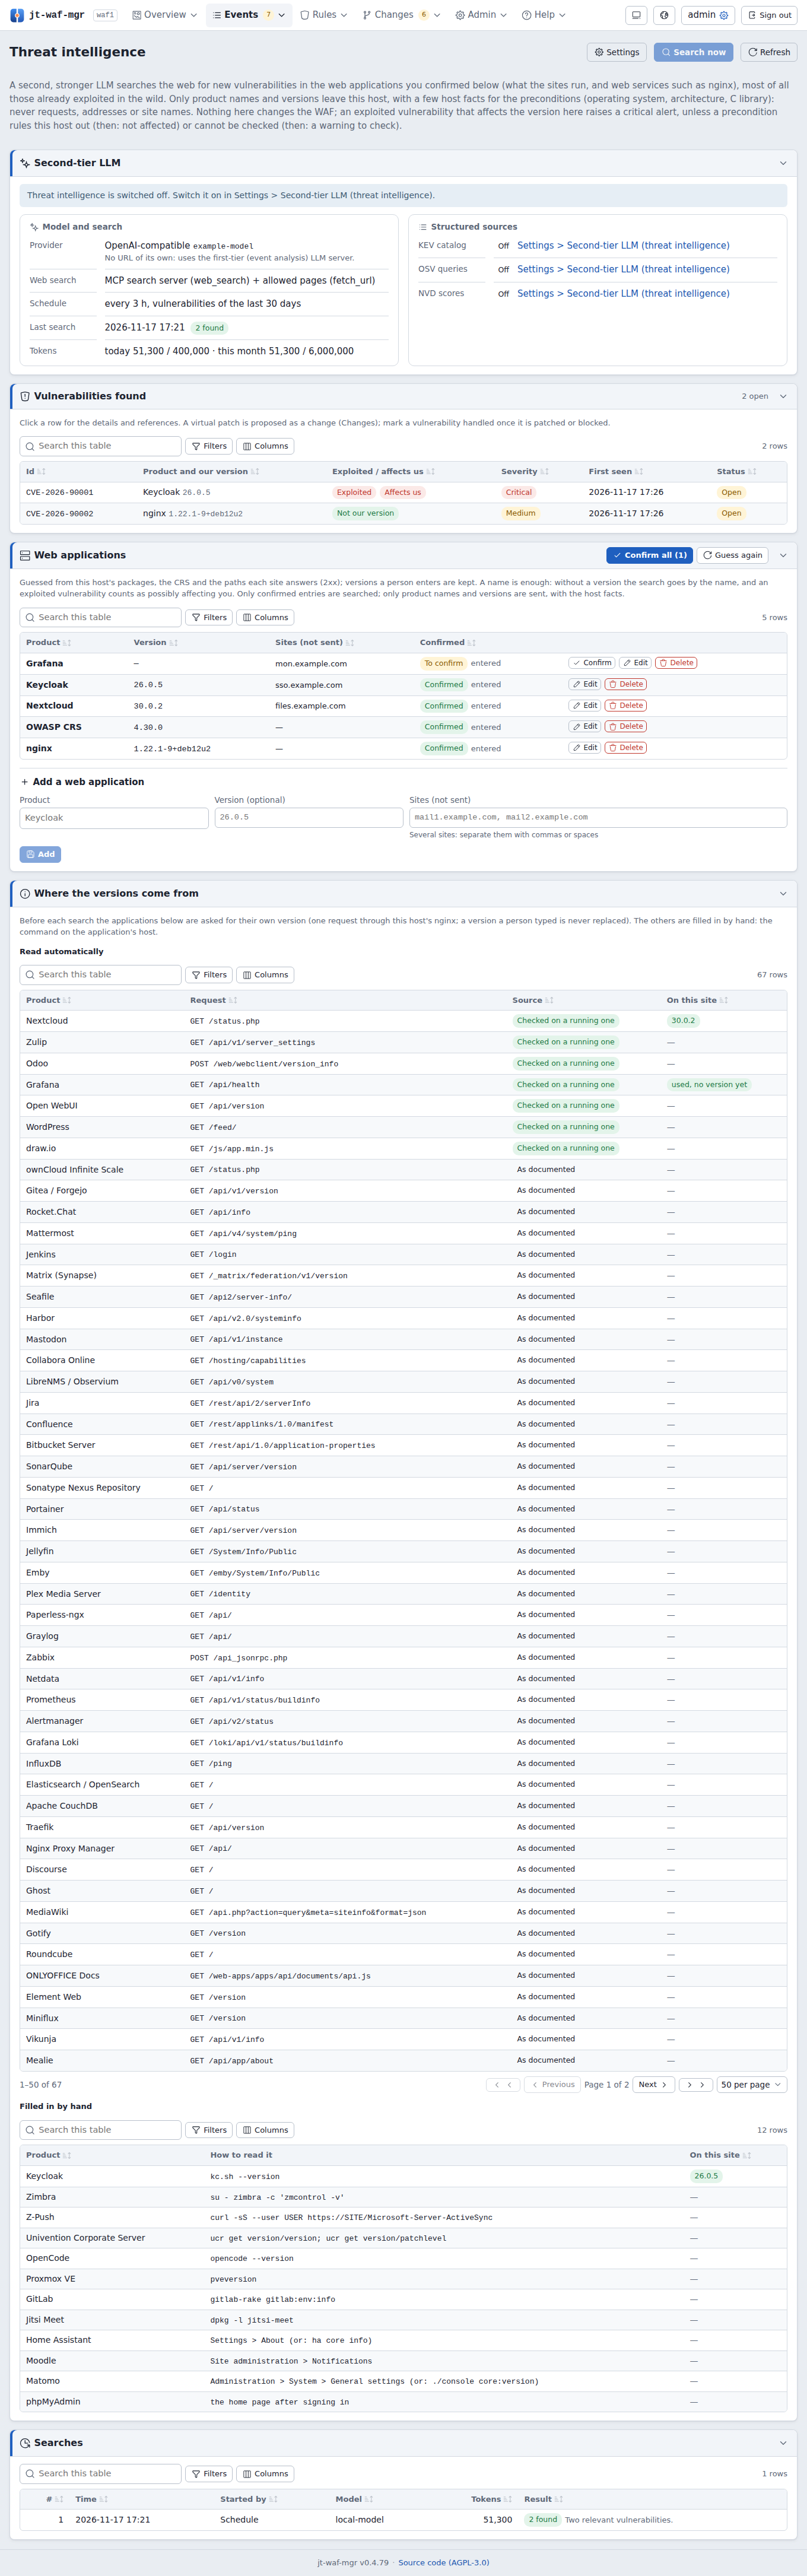 jt-waf-mgr waf1 Overview Events 7 Rules Changes 6 Admin Help admin Sign out
Threat intelligence Settings Search now Refresh
A second, stronger LLM searches the web for new vulnerabilities in the web applications you confirmed below (what the sites run, and web services such as nginx), most of all
those already exploited in the wild. Only product names and versions leave this host, with a few host facts for the preconditions (operating system, architecture, C library):
never requests, addresses or site names. Nothing here changes the WAF; an exploited vulnerability that affects the version here raises a critical alert, unless a precondition
rules this host out (then: not affected) or cannot be checked (then: a warning to check).
Second-tier LLM
Threat intelligence is switched off. Switch it on in Settings > Second-tier LLM (threat intelligence).
Model and search
Provider OpenAI-compatible example-model
No URL of its own: uses the first-tier (event analysis) LLM server.
Web search MCP search server (web_search) + allowed pages (fetch_url)
Schedule every 3 h, vulnerabilities of the last 30 days
Last search 2026-11-17 17:21 2 found
Tokens today 51,300 / 400,000 · this month 51,300 / 6,000,000
Structured sources
KEV catalog Off Settings > Second-tier LLM (threat intelligence)
OSV queries Off Settings > Second-tier LLM (threat intelligence)
NVD scores Off Settings > Second-tier LLM (threat intelligence)
Vulnerabilities found 2 open
Click a row for the details and references. A virtual patch is proposed as a change (Changes); mark a vulnerability handled once it is patched or blocked.
Search this table Filters Columns 2 rows
Id Product and our version Exploited / affects us Severity First seen Status
CVE-2026-90001 Keycloak 26.0.5 Exploited Affects us Critical 2026-11-17 17:26 Open
CVE-2026-90002 nginx 1.22.1-9+deb12u2 Not our version Medium 2026-11-17 17:26 Open
Web applications Confirm all (1) Guess again
Guessed from this host's packages, the CRS and the paths each site answers (2xx); versions a person enters are kept. A name is enough: without a version the search goes by the name, and an
exploited vulnerability counts as possibly affecting you. Only confirmed entries are searched; only product names and versions are sent, with the host facts.
Search this table Filters Columns 5 rows
Product Version Sites (not sent) Confirmed
Grafana — mon.example.com To confirm entered Confirm Edit Delete
Keycloak 26.0.5 sso.example.com Confirmed entered Edit Delete
Nextcloud 30.0.2 files.example.com Confirmed entered Edit Delete
OWASP CRS 4.30.0 — Confirmed entered Edit Delete
nginx 1.22.1-9+deb12u2 — Confirmed entered Edit Delete
+ Add a web application
Product Version (optional) Sites (not sent)
Keycloak 26.0.5 mail1.example.com, mail2.example.com
Several sites: separate them with commas or spaces
Add
Where the versions come from
Before each search the applications below are asked for their own version (one request through this host's nginx; a version a person typed is never replaced). The others are filled in by hand: the
command on the application's host.
Read automatically
Search this table Filters Columns 67 rows
Product Request Source On this site
Nextcloud GET /status.php Checked on a running one 30.0.2
Zulip GET /api/v1/server_settings Checked on a running one —
Odoo POST /web/webclient/version_info Checked on a running one —
Grafana GET /api/health Checked on a running one used, no version yet
Open WebUI GET /api/version Checked on a running one —
WordPress GET /feed/ Checked on a running one —
draw.io GET /js/app.min.js Checked on a running one —
ownCloud Infinite Scale GET /status.php As documented —
Gitea / Forgejo GET /api/v1/version As documented —
Rocket.Chat GET /api/info As documented —
Mattermost GET /api/v4/system/ping As documented —
Jenkins GET /login As documented —
Matrix (Synapse) GET /_matrix/federation/v1/version As documented —
Seafile GET /api2/server-info/ As documented —
Harbor GET /api/v2.0/systeminfo As documented —
Mastodon GET /api/v1/instance As documented —
Collabora Online GET /hosting/capabilities As documented —
LibreNMS / Observium GET /api/v0/system As documented —
Jira GET /rest/api/2/serverInfo As documented —
Confluence GET /rest/applinks/1.0/manifest As documented —
Bitbucket Server GET /rest/api/1.0/application-properties As documented —
SonarQube GET /api/server/version As documented —
Sonatype Nexus Repository GET / As documented —
Portainer GET /api/status As documented —
Immich GET /api/server/version As documented —
Jellyfin GET /System/Info/Public As documented —
Emby GET /emby/System/Info/Public As documented —
Plex Media Server GET /identity As documented —
Paperless-ngx GET /api/ As documented —
Graylog GET /api/ As documented —
Zabbix POST /api_jsonrpc.php As documented —
Netdata GET /api/v1/info As documented —
Prometheus GET /api/v1/status/buildinfo As documented —
Alertmanager GET /api/v2/status As documented —
Grafana Loki GET /loki/api/v1/status/buildinfo As documented —
InfluxDB GET /ping As documented —
Elasticsearch / OpenSearch GET / As documented —
Apache CouchDB GET / As documented —
Traefik GET /api/version As documented —
Nginx Proxy Manager GET /api/ As documented —
Discourse GET / As documented —
Ghost GET / As documented —
MediaWiki GET /api.php?action=query&meta=siteinfo&format=json As documented —
Gotify GET /version As documented —
Roundcube GET / As documented —
ONLYOFFICE Docs GET /web-apps/apps/api/documents/api.js As documented —
Element Web GET /version As documented —
Miniflux GET /version As documented —
Vikunja GET /api/v1/info As documented —
Mealie GET /api/app/about As documented —
1–50 of 67 Previous Page 1 of 2 Next 50 per page
Filled in by hand
Search this table Filters Columns 12 rows
Product How to read it On this site
Keycloak kc.sh --version 26.0.5
Zimbra su - zimbra -c 'zmcontrol -v' —
Z-Push curl -sS --user USER https://SITE/Microsoft-Server-ActiveSync —
Univention Corporate Server ucr get version/version; ucr get version/patchlevel —
OpenCode opencode --version —
Proxmox VE pveversion —
GitLab gitlab-rake gitlab:env:info —
Jitsi Meet dpkg -l jitsi-meet —
Home Assistant Settings > About (or: ha core info) —
Moodle Site administration > Notifications —
Matomo Administration > System > General settings (or: ./console core:version) —
phpMyAdmin the home page after signing in —
Searches
Search this table Filters Columns 1 rows
# Time Started by Model Tokens Result
1 2026-11-17 17:21 Schedule local-model 51,300 2 found Two relevant vulnerabilities.
jt-waf-mgr v0.4.79 · Source code (AGPL-3.0)